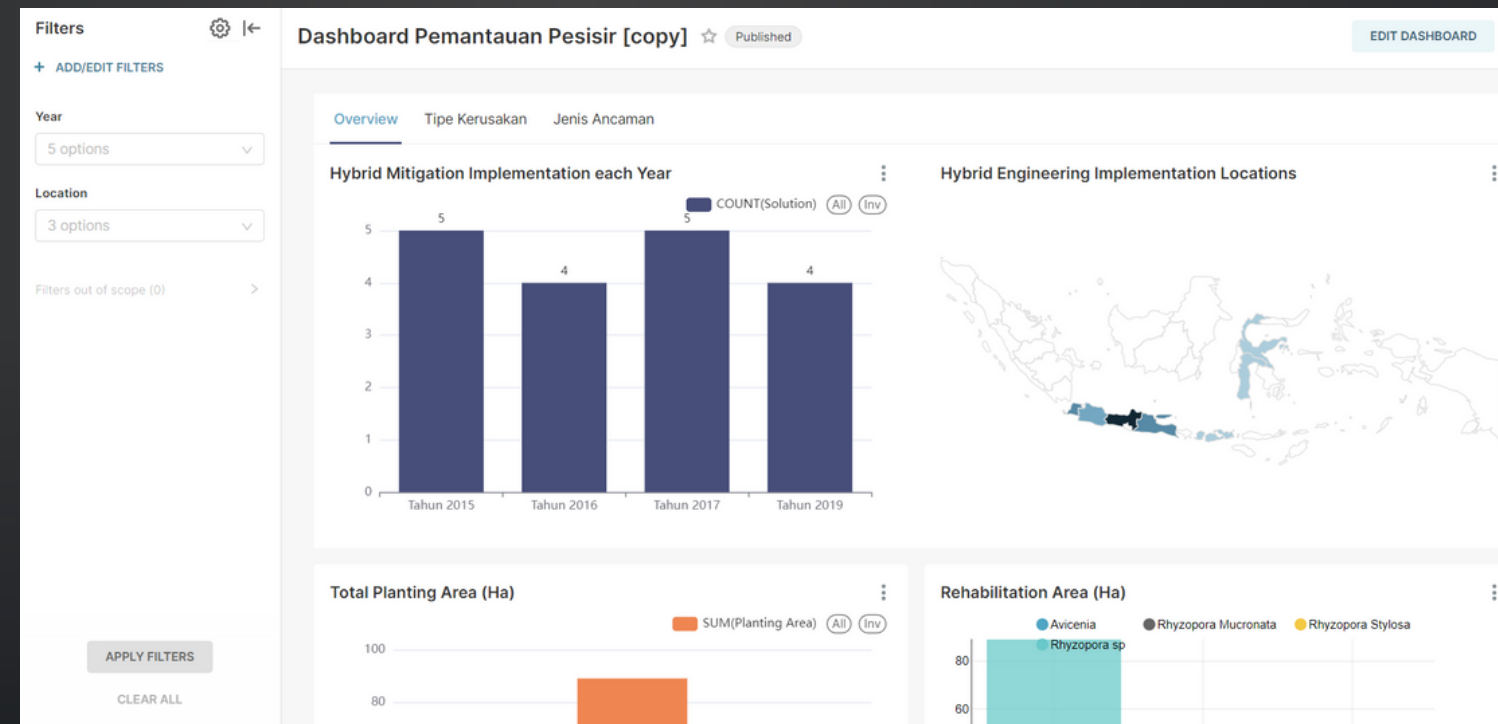 Filters
+ ADD/EDIT FILTERS
Year
5 options
Location
3 options
Filters out of scope (0)
APPLY FILTERS
CLEAR ALL
Dashboard Pemantauan Pesisir [copy]
Published
EDIT DASHBOARD
Overview Tipe Kerusakan Jenis Ancaman
Hybrid Mitigation Implementation each Year
COUNT(Solution) All Inv
5 4 5 4
5
4
3
2
1
0
Tahun 2015 Tahun 2016 Tahun 2017 Tahun 2019
Hybrid Engineering Implementation Locations
Total Planting Area (Ha)
SUM(Planting Area) All Inv
100
80
Rehabilitation Area (Ha)
Avicenia Rhyzopora Mucronata Rhyzopora Stylosa
Rhyzopora sp
80
60